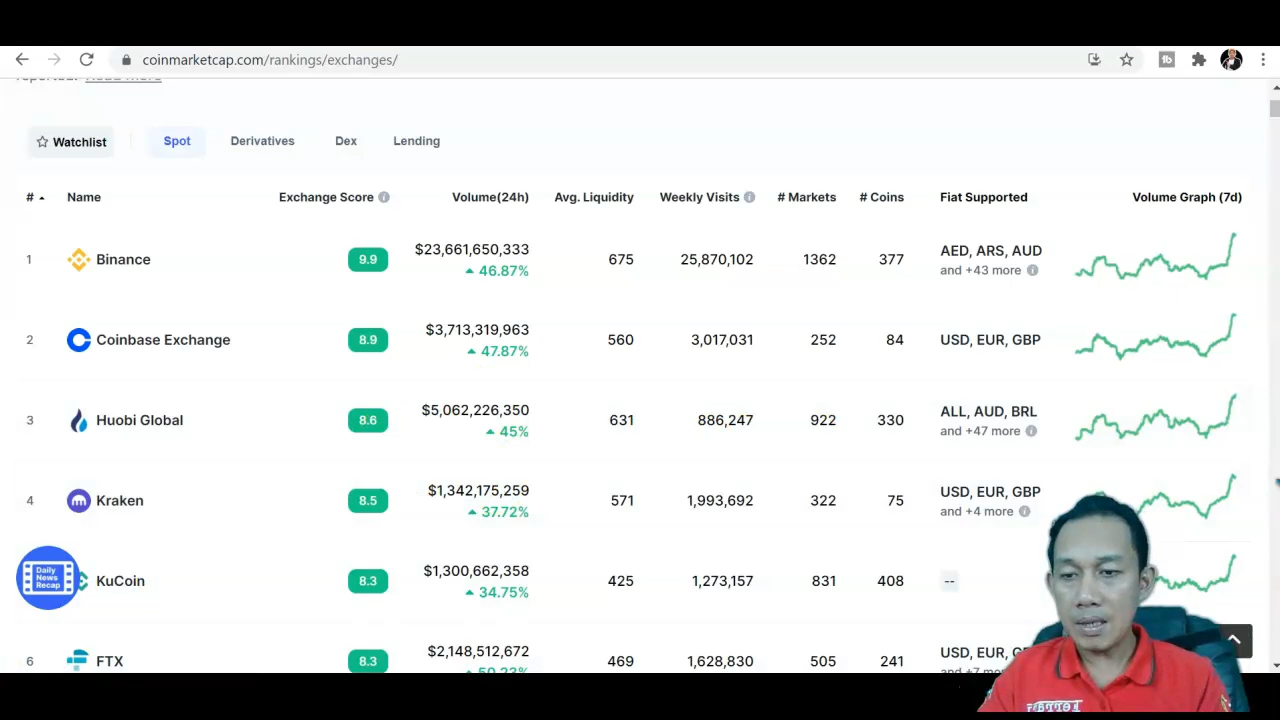 coinmarketcap.com/rankings/exchanges/
Watchlist Spot Derivatives Dex Lending
# Name Exchange Score Volume(24h) Avg. Liquidity Weekly Visits # Markets # Coins Fiat Supported Volume Graph (7d)
1 Binance 9.9 $23,661,650,333 46.87% 675 25,870,102 1362 377 AED, ARS, AUD and +43 more
2 Coinbase Exchange 8.9 $3,713,319,963 47.87% 560 3,017,031 252 84 USD, EUR, GBP
3 Huobi Global 8.6 $5,062,226,350 45% 631 886,247 922 330 ALL, AUD, BRL and +47 more
4 Kraken 8.5 $1,342,175,259 37.72% 571 1,993,692 322 75 USD, EUR, GBP and +4 more
Daily News Recap KuCoin 8.3 $1,300,662,358 34.75% 425 1,273,157 831 408 --
6 FTX 8.3 $2,148,512,672 469 1,628,830 505 241 USD, EUR,